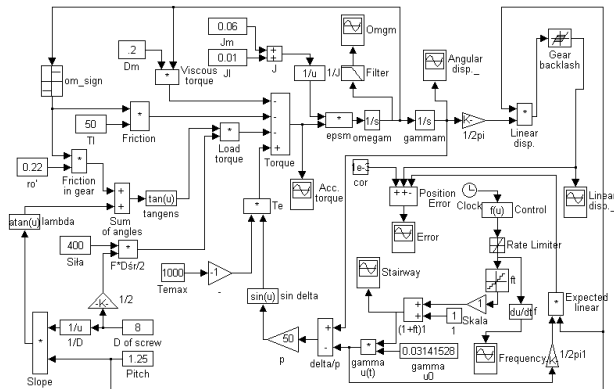 0.06
Jm
0.01
Jl
+
+
J
.2
Dm
*
Viscous
torque
om_sign
1/u
1/J
Omgm
Filter
Angular
disp._
Gear
backlash
*
epsm
1/s
omegam
1/s
gammam
-K-
1/2pi
*
Linear
disp.
50
Tl
*
Friction
-
-
-
+
Torque
*
Load
torque
0.22
ro'
*
Friction
in gear
+
+
Sum
of angles
tan(u)
tangens
atan(u)
lambda
Acc.
torque
1e-
cor
++-
Position
Error
Error
Clock
f(u)
Control
Linear
disp._
400
Siła
*
F*Dśr/2
*
Te
1000
Temax
-1
-
Rate Limiter
Stairway
ft
-K-
1/2
sin(u)
sin delta
+
+
(1+ft)1
1
Skala
1
1
du/dt
f
*
Expected
linear
*
Slope
1/u
1/D
8
D of screw
1.25
Pitch
50
p
+
-
delta/p
*
gamma
u(t)
0.03141528
gamma
u0
Frequency
-K-
1/2pi1